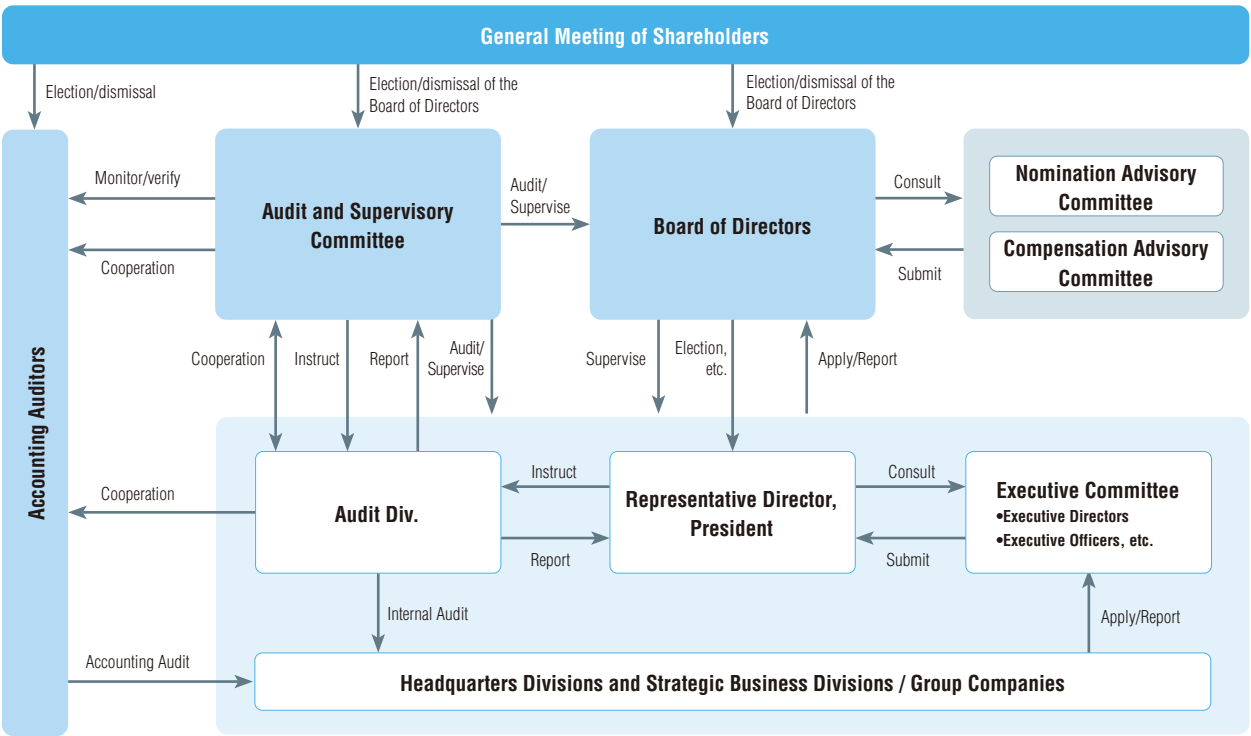 General Meeting of Shareholders
Election/dismissal
Election/dismissal of the
Board of Directors
Election/dismissal of the
Board of Directors
Monitor/verify
Cooperation
Audit and Supervisory
Committee
Audit/
Supervise
Board of Directors
Consult
Submit
Nomination Advisory
Committee
Compensation Advisory
Committee
Accounting Auditors
Cooperation
Instruct
Report
Audit/
Supervise
Supervise
Election,
etc.
Apply/Report
Cooperation
Audit Div.
Instruct
Report
Representative Director,
President
Consult
Submit
Executive Committee
•Executive Directors
•Executive Officers, etc.
Internal Audit
Apply/Report
Accounting Audit
Headquarters Divisions and Strategic Business Divisions / Group Companies